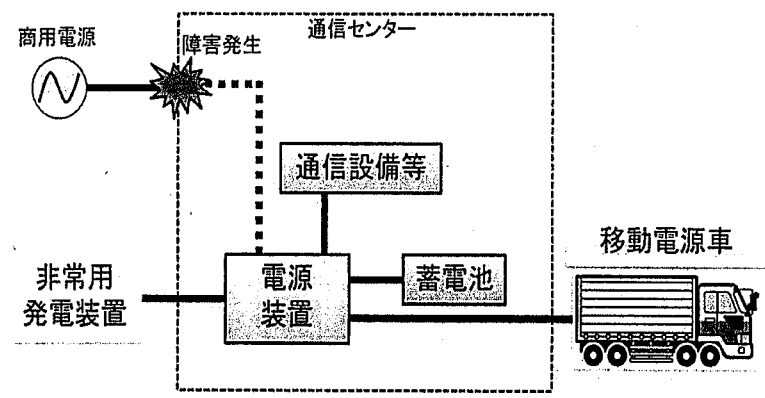 商用電源
障害発生
通信センター
通信設備等
移動電源車
非常用
発電装置
電源
装置
蓄電池